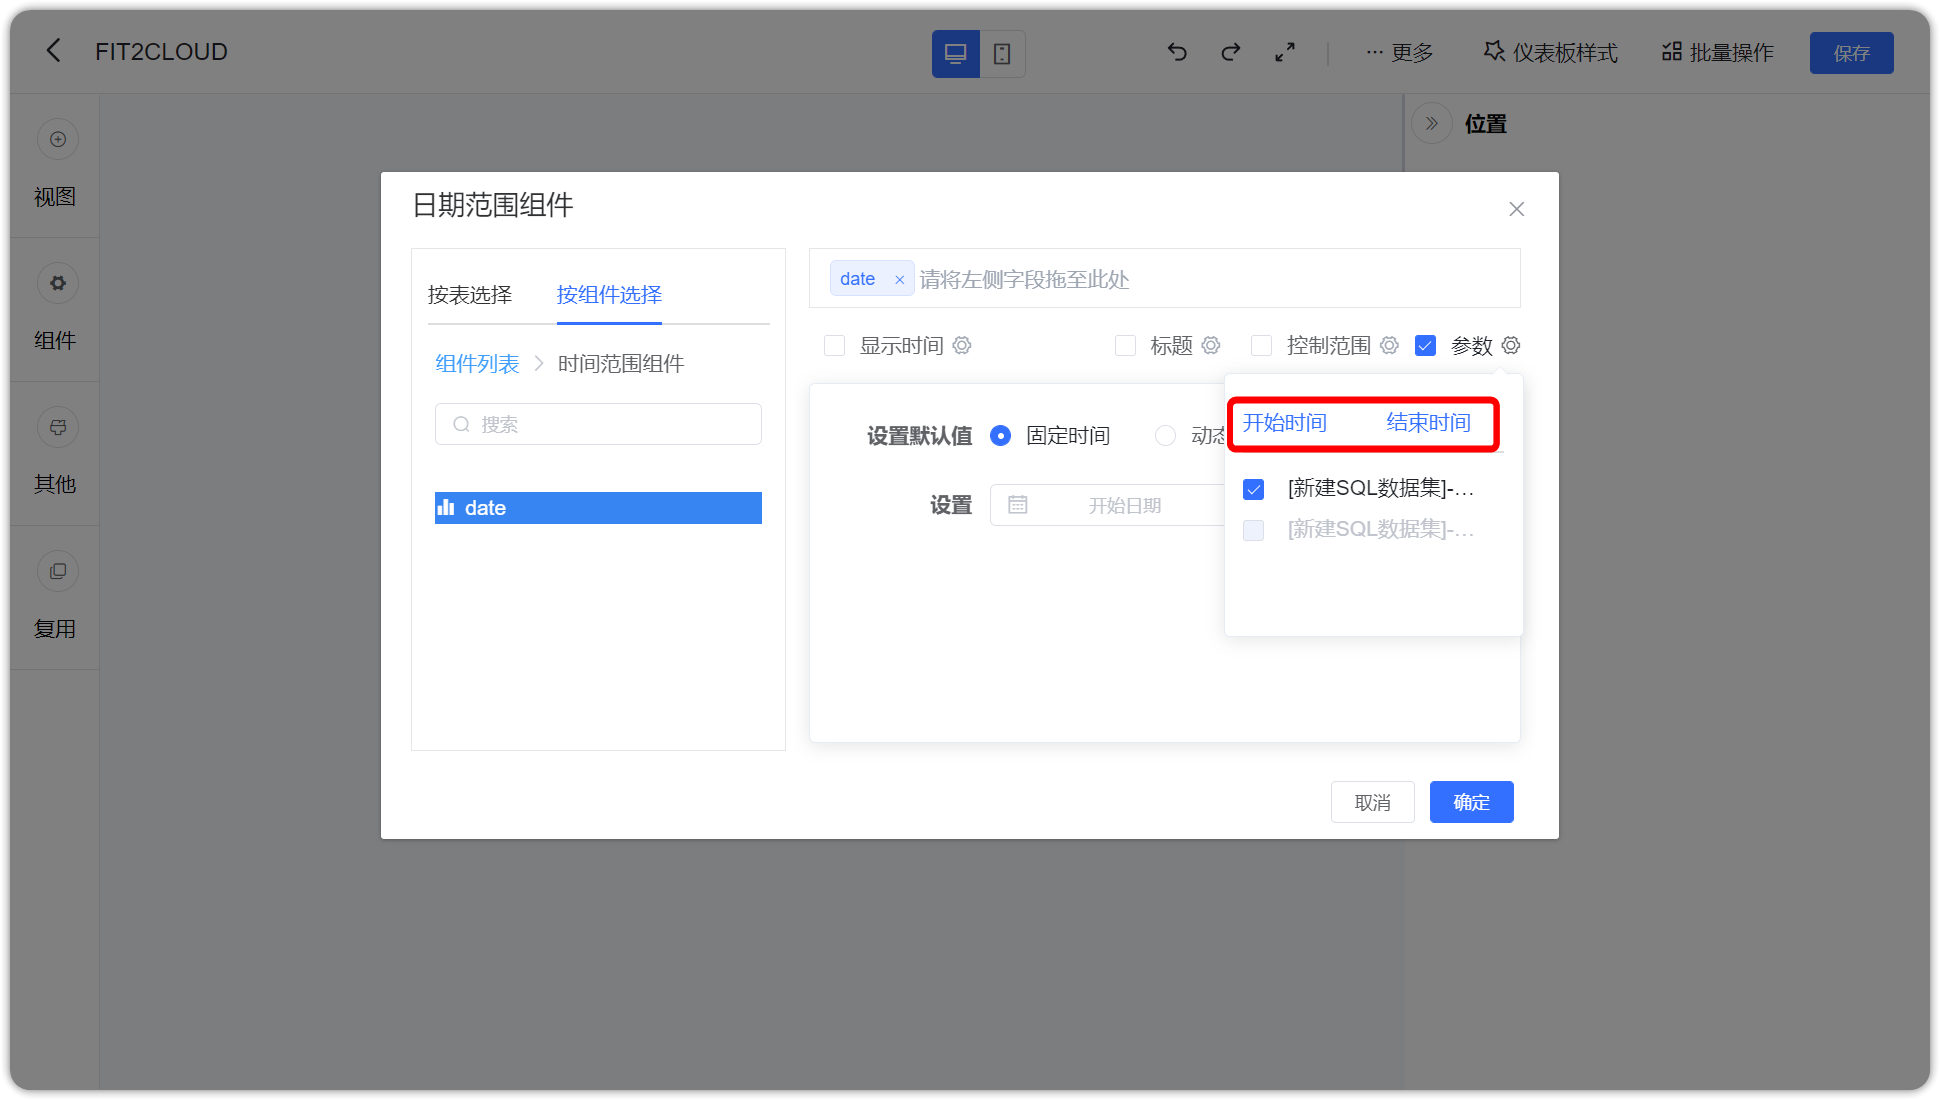 FIT2CLOUD
更多
仪表板样式
批量操作
保存
视图
组件
其他
复用
位置
日期范围组件
按表选择
按组件选择
组件列表
时间范围组件
搜索
date
date
请将左侧字段拖至此处
显示时间
标题
控制范围
参数
设置默认值
固定时间
动态
设置
开始日期
开始时间
结束时间
[新建SQL数据集]-...
[新建SQL数据集]-...
取消
确定